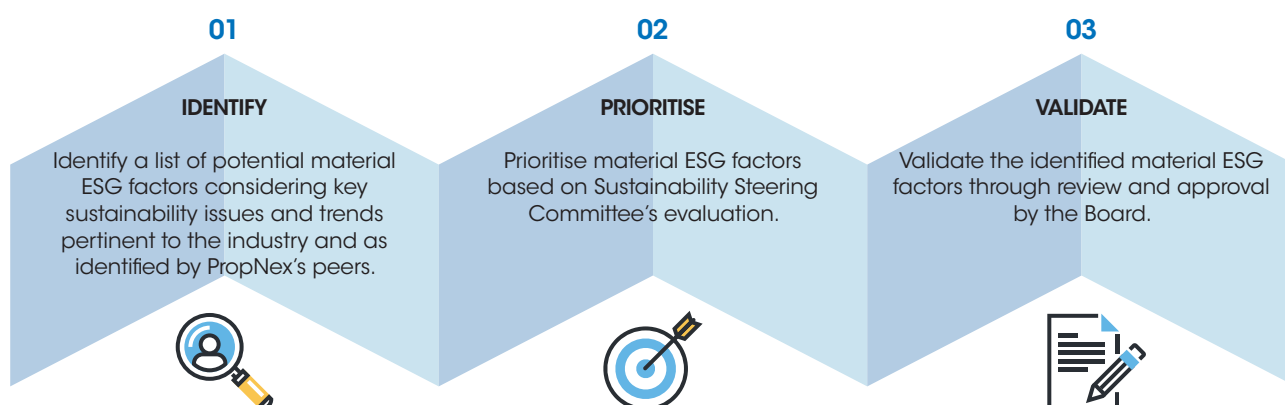 01
IDENTIFY
Identify a list of potential material
ESG factors considering key
sustainability issues and trends
pertinent to the industry and as
identified by PropNex's peers.
02
PRIORITISE
Prioritise material ESG factors
based on Sustainability Steering
Committee's evaluation.
03
VALIDATE
Validate the identified material ESG
factors through review and approval
by the Board.